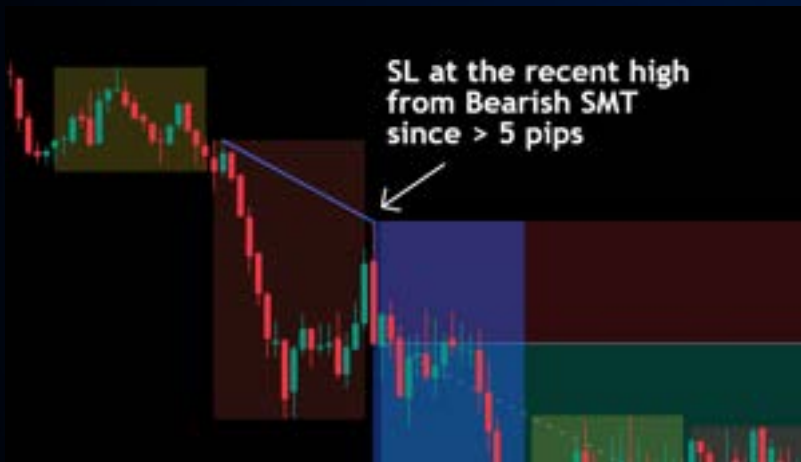 SL at the recent high
from Bearish SMT
since > 5 pips